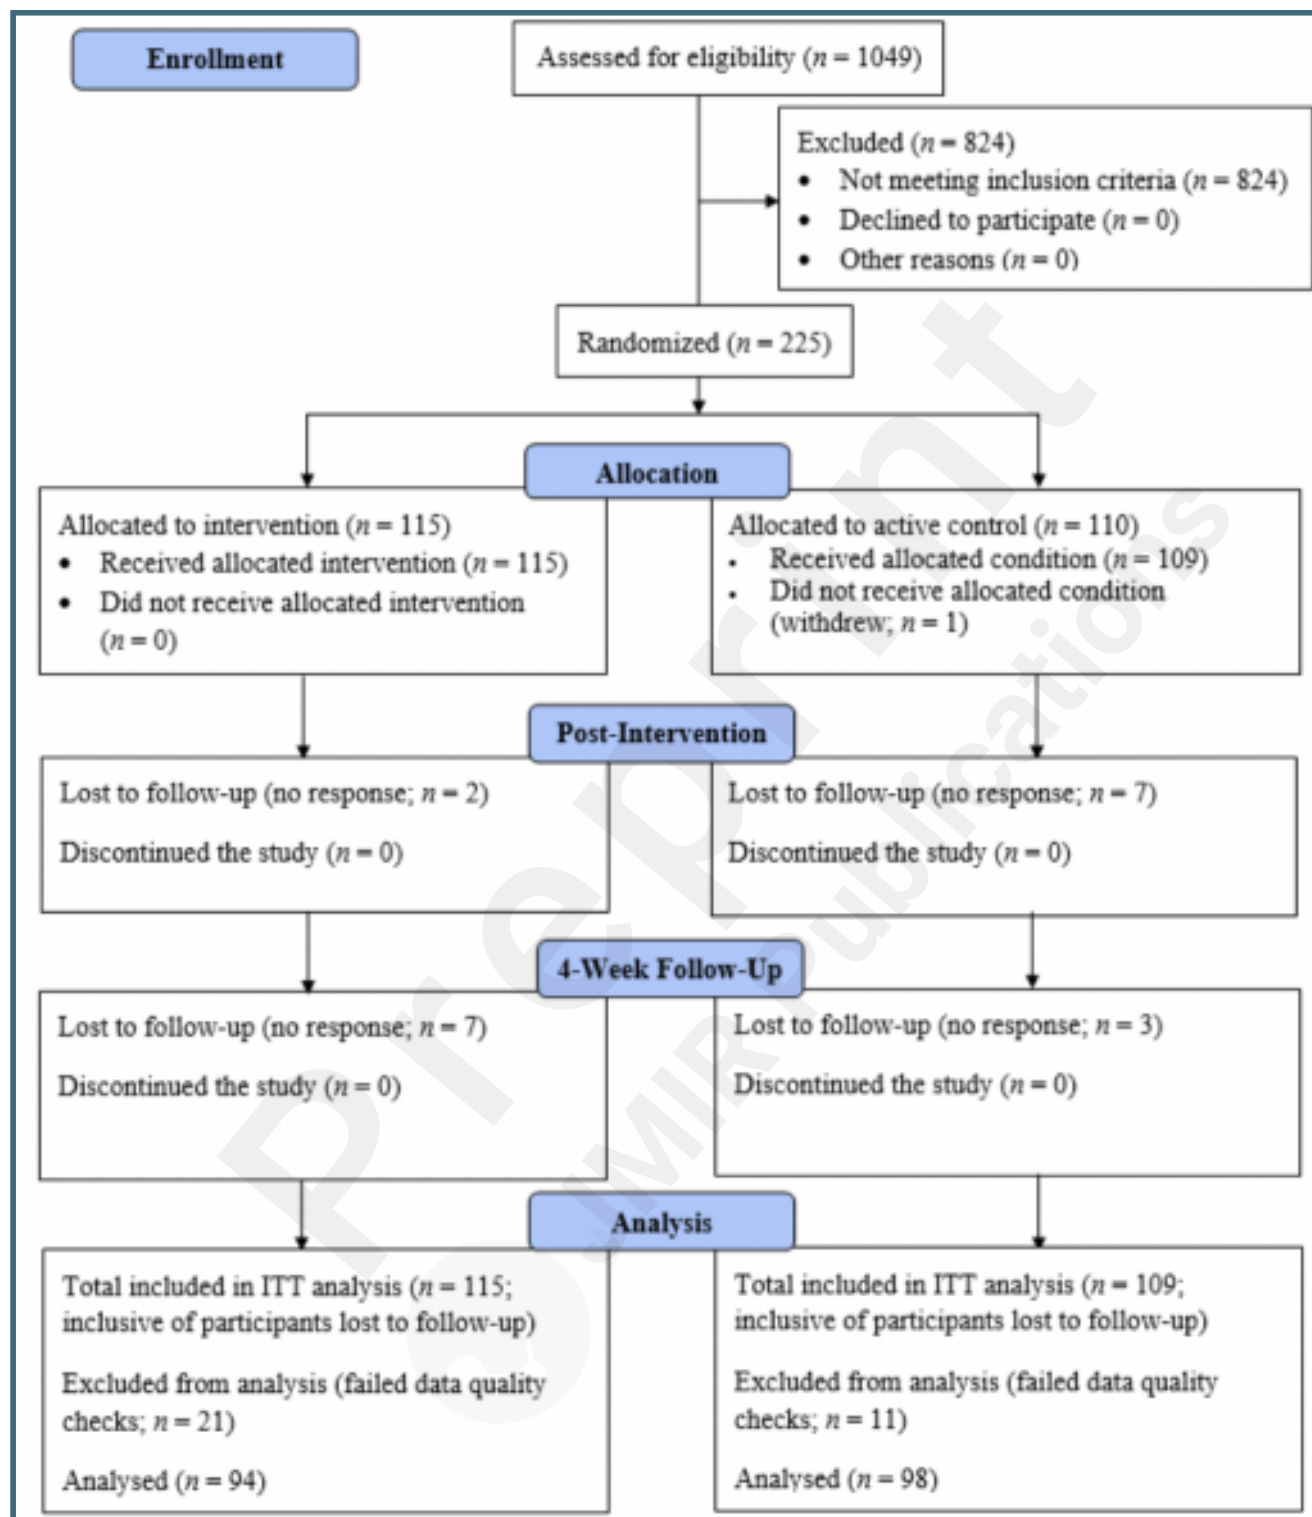 Enrollment
Assessed for eligibility (n = 1049)
Excluded (n = 824)
• Not meeting inclusion criteria (n = 824)
• Declined to participate (n = 0)
• Other reasons (n = 0)
Randomized (n = 225)
Allocation
Allocated to intervention (n = 115)
• Received allocated intervention (n = 115)
• Did not receive allocated intervention
(n = 0)
Allocated to active control (n = 110)
• Received allocated condition (n = 109)
• Did not receive allocated condition
(withdrew; n = 1)
Post-Intervention
Lost to follow-up (no response; n = 2)
Discontinued the study (n = 0)
Lost to follow-up (no response; n = 7)
Discontinued the study (n = 0)
4-Week Follow-Up
Lost to follow-up (no response; n = 7)
Discontinued the study (n = 0)
Lost to follow-up (no response; n = 3)
Discontinued the study (n = 0)
Analysis
Total included in ITT analysis (n = 115;
inclusive of participants lost to follow-up)
Excluded from analysis (failed data quality
checks; n = 21)
Analysed (n = 94)
Total included in ITT analysis (n = 109;
inclusive of participants lost to follow-up)
Excluded from analysis (failed data quality
checks; n = 11)
Analysed (n = 98)
Preprint
JMIR Publications